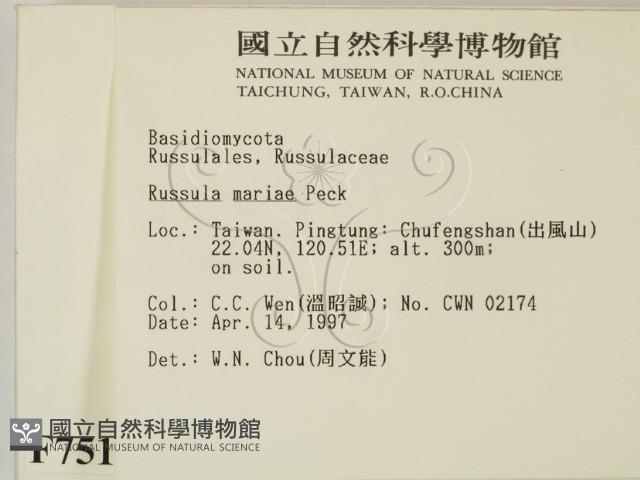 國立自然科學博物館
NATIONAL MUSEUM OF NATURAL SCIENCE
TAICHUNG, TAIWAN, R.O.CHINA
Basidiomycota
Russulales, Russulaceae
Russula mariae Peck
Loc.: Taiwan. Pingtung: Chufengshan(出風山)
22.04N, 120.51E; alt. 300m;
on soil.
Col.: C.C. Wen(溫昭誠); No. CWN 02174
Date: Apr. 14, 1997
Det.: W.N. Chou(周文能)
國立自然科學博物館
NATIONAL MUSEUM OF NATURAL SCIENCE
F751